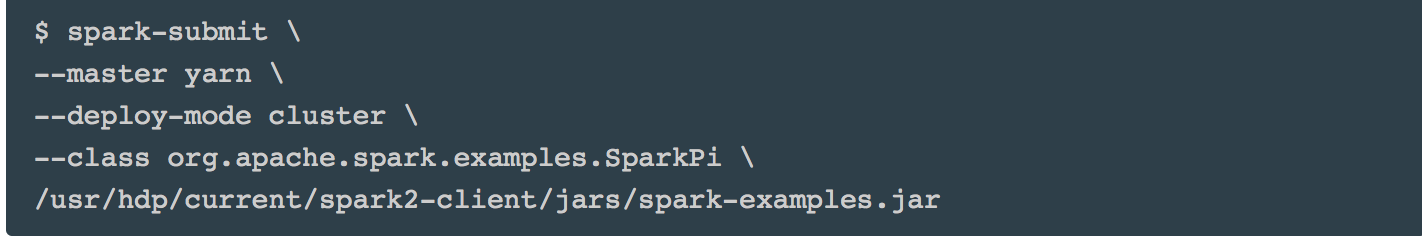 $ spark-submit \
--master yarn \
--deploy-mode cluster \
--class org.apache.spark.examples.SparkPi \
/usr/hdp/current/spark2-client/jars/spark-examples.jar